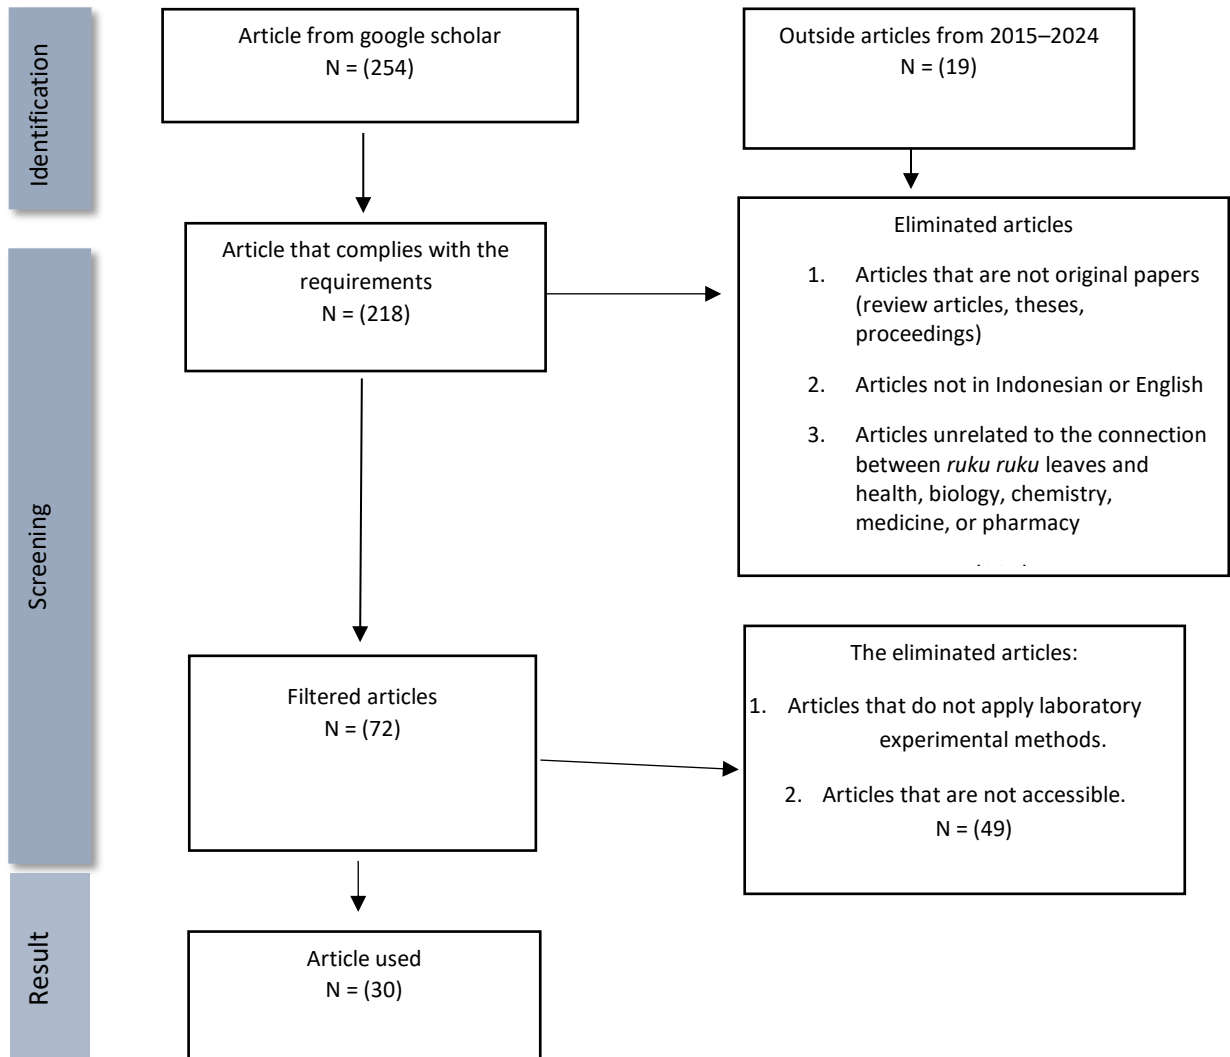 Identification
Article from google scholar
N = (254)
Outside articles from 2015–2024
N = (19)
Screening
Article that complies with the
requirements
N = (218)
Eliminated articles
1. Articles that are not original papers
(review articles, theses,
proceedings)
2. Articles not in Indonesian or English
3. Articles unrelated to the connection
between ruku ruku leaves and
health, biology, chemistry,
medicine, or pharmacy
Filtered articles
N = (72)
The eliminated articles:
1. Articles that do not apply laboratory
experimental methods.
2. Articles that are not accessible.
N = (49)
Result
Article used
N = (30)